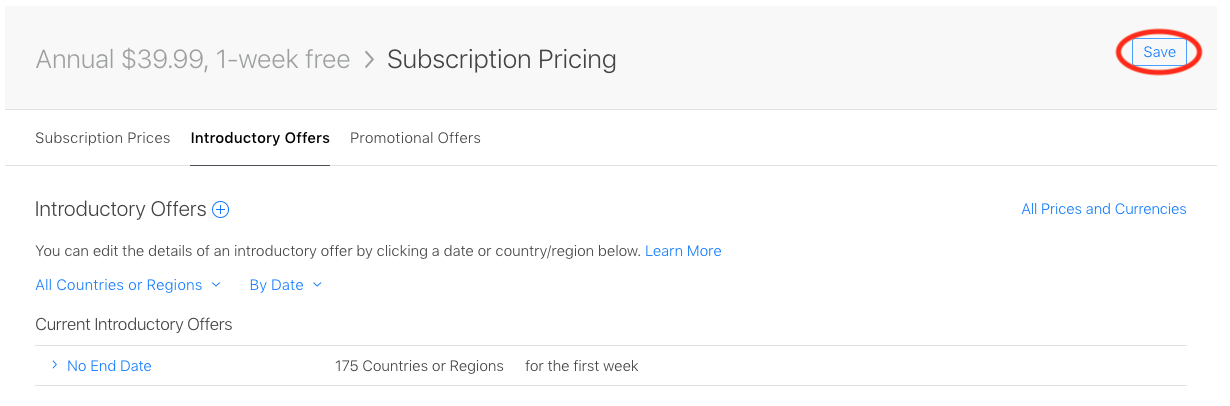 Annual $39.99, 1-week free > Subscription Pricing
Save
Subscription Prices Introductory Offers Promotional Offers
Introductory Offers
All Prices and Currencies
You can edit the details of an introductory offer by clicking a date or country/region below. Learn More
All Countries or Regions By Date
Current Introductory Offers
No End Date 175 Countries or Regions for the first week